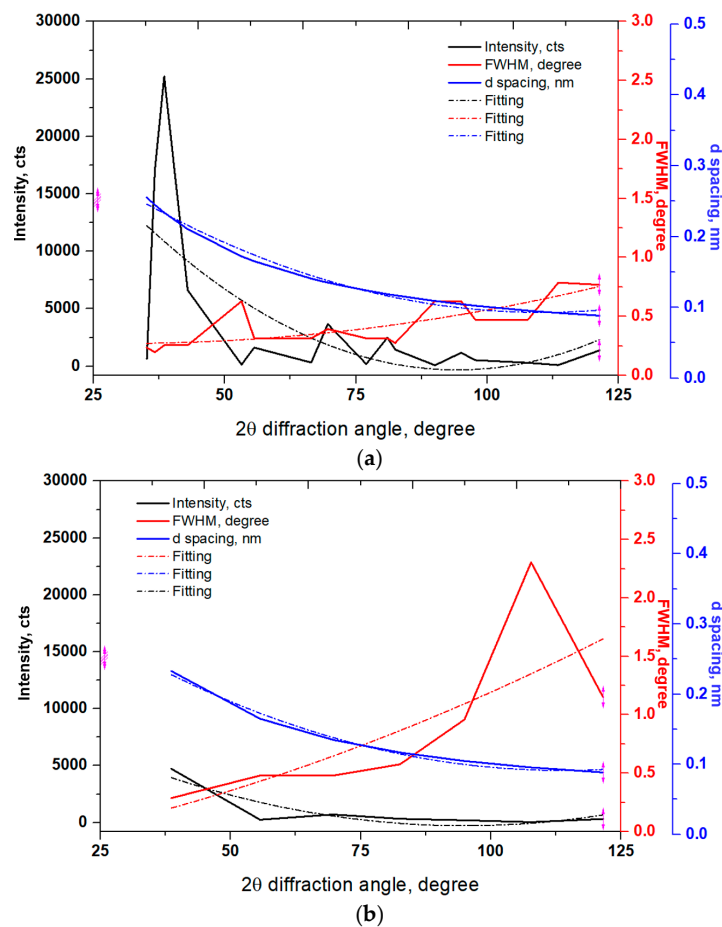 30000
25000
20000
15000
10000
5000
0
Intensity, cts
25
50
75
100
125
2θ diffraction angle, degree
3.0
2.5
2.0
1.5
1.0
0.5
0.0
FWHM, degree
0.5
0.4
0.3
0.2
0.1
0.0
d spacing, nm
Intensity, cts
FWHM, degree
d spacing, nm
Fitting
Fitting
Fitting
(a)
30000
25000
20000
15000
10000
5000
0
Intensity, cts
25
50
75
100
125
2θ diffraction angle, degree
3.0
2.5
2.0
1.5
1.0
0.5
0.0
FWHM, degree
0.5
0.4
0.3
0.2
0.1
0.0
d spacing, nm
Intensity, cts
FWHM, degree
d spacing, nm
Fitting
Fitting
Fitting
(b)